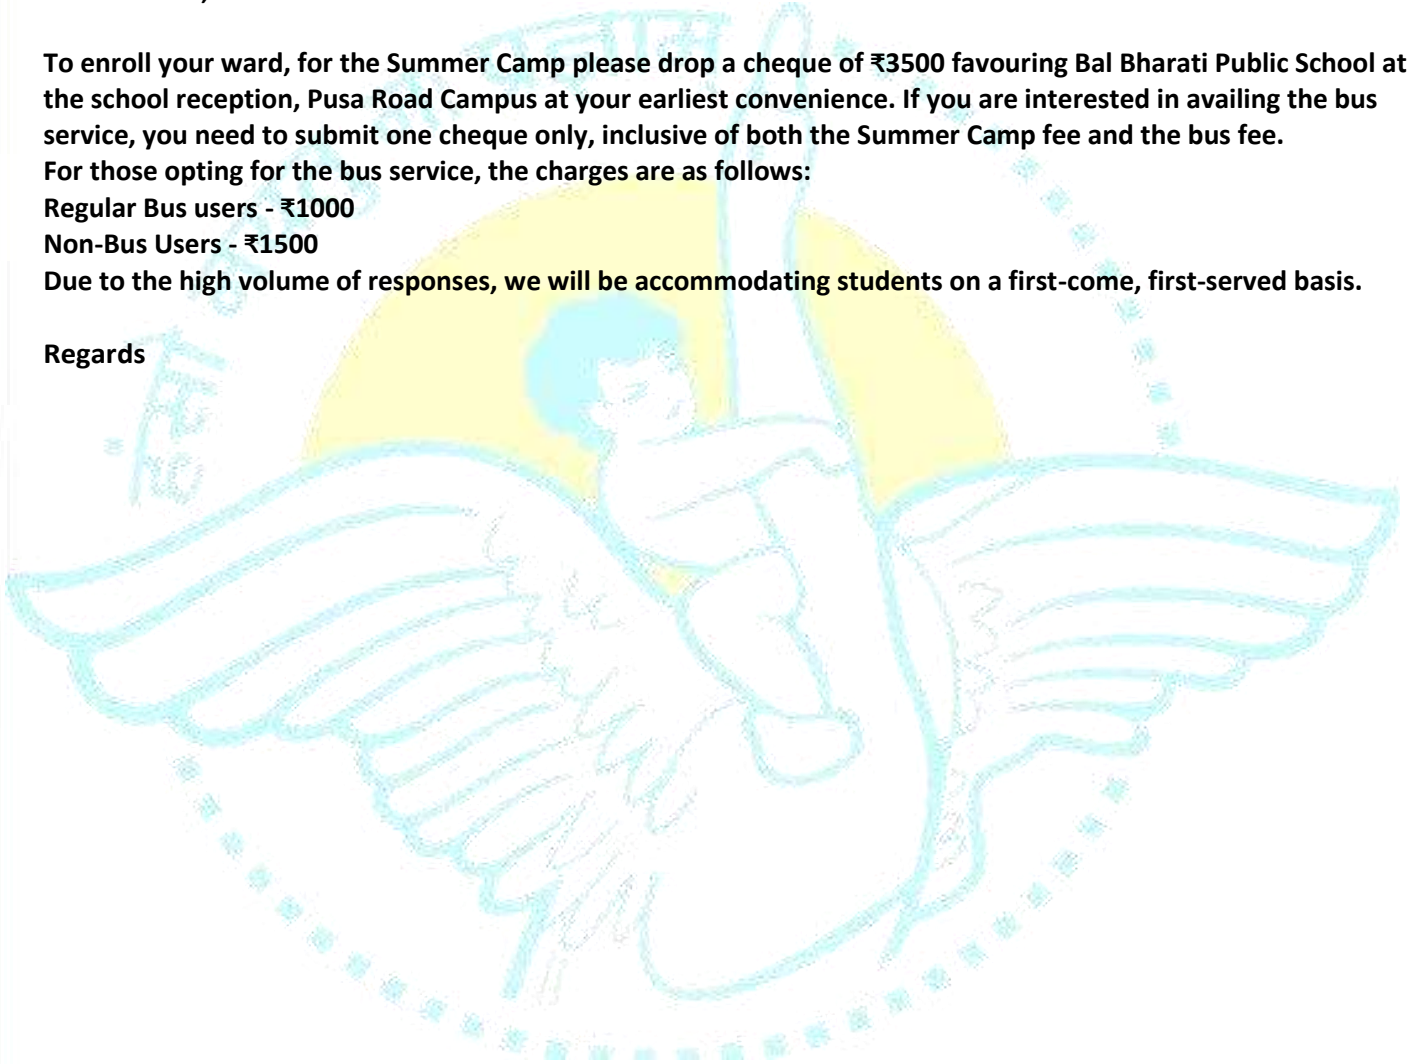 To enroll your ward, for the Summer Camp please drop a cheque of ₹3500 favouring Bal Bharati Public School at
the school reception, Pusa Road Campus at your earliest convenience. If you are interested in availing the bus
service, you need to submit one cheque only, inclusive of both the Summer Camp fee and the bus fee.
For those opting for the bus service, the charges are as follows:
Regular Bus users - ₹1000
Non-Bus Users - ₹1500
Due to the high volume of responses, we will be accommodating students on a first-come, first-served basis.
Regards